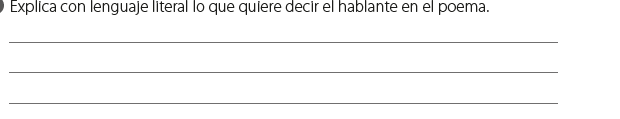 Explica con lenguaje literal lo que quiere decir el hablante en el poema.